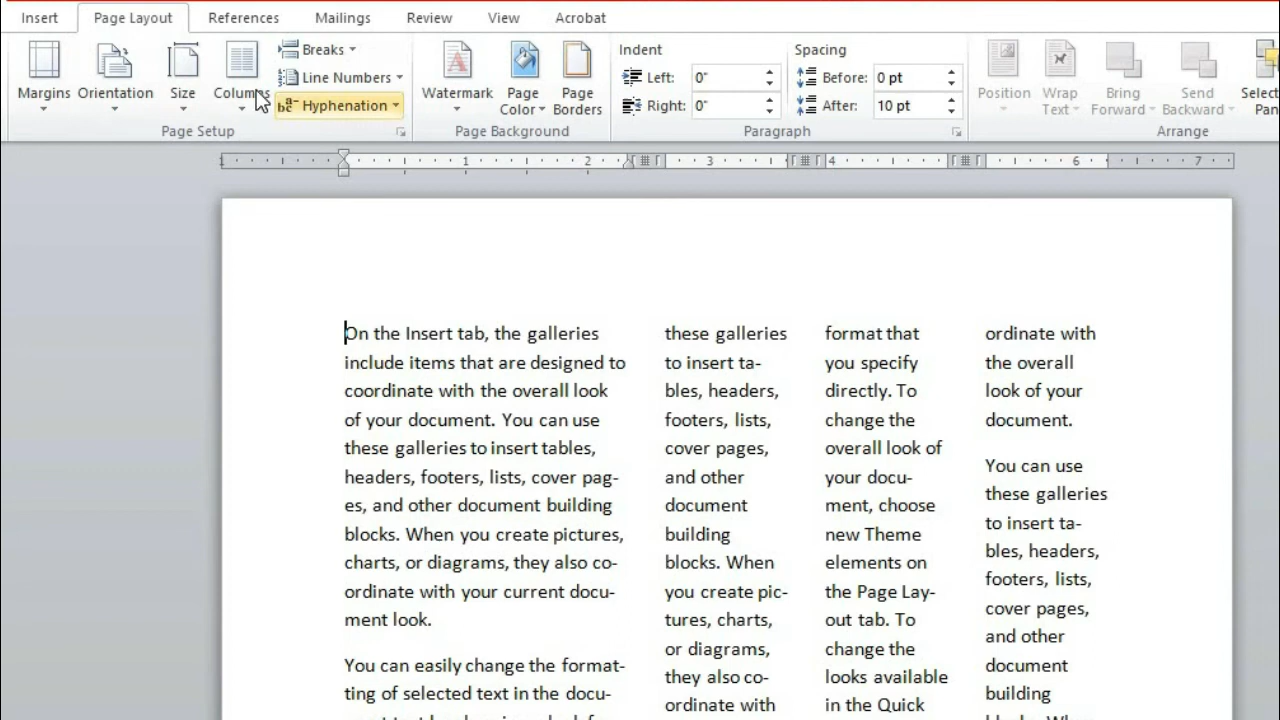 Insert Page Layout References Mailings Review View Acrobat
Breaks Indent Spacing
Line Numbers Left: 0" Before: 0 pt
Margins Orientation Size Columns Watermark Page Page Position Wrap Bring Send
Hyphenation Color Borders Right: 0" After: 10 pt Text Forward Backward
Page Setup Page Background Paragraph Arrange
1 1 2 3 4 6 7
On the Insert tab, the galleries
include items that are designed to
coordinate with the overall look
of your document. You can use
these galleries to insert tables,
headers, footers, lists, cover pag-
es, and other document building
blocks. When you create pictures,
charts, or diagrams, they also co-
ordinate with your current docu-
ment look.
You can easily change the format-
ting of selected text in the docu-
these galleries
to insert ta-
bles, headers,
footers, lists,
cover pages,
and other
document
building
blocks. When
you create pic-
tures, charts,
or diagrams,
they also co-
ordinate with
format that
you specify
directly. To
change the
overall look of
your docu-
ment, choose
new Theme
elements on
the Page Lay-
out tab. To
change the
looks available
in the Quick
ordinate with
the overall
look of your
document.
You can use
these galleries
to insert ta-
bles, headers,
footers, lists,
cover pages,
and other
document
building